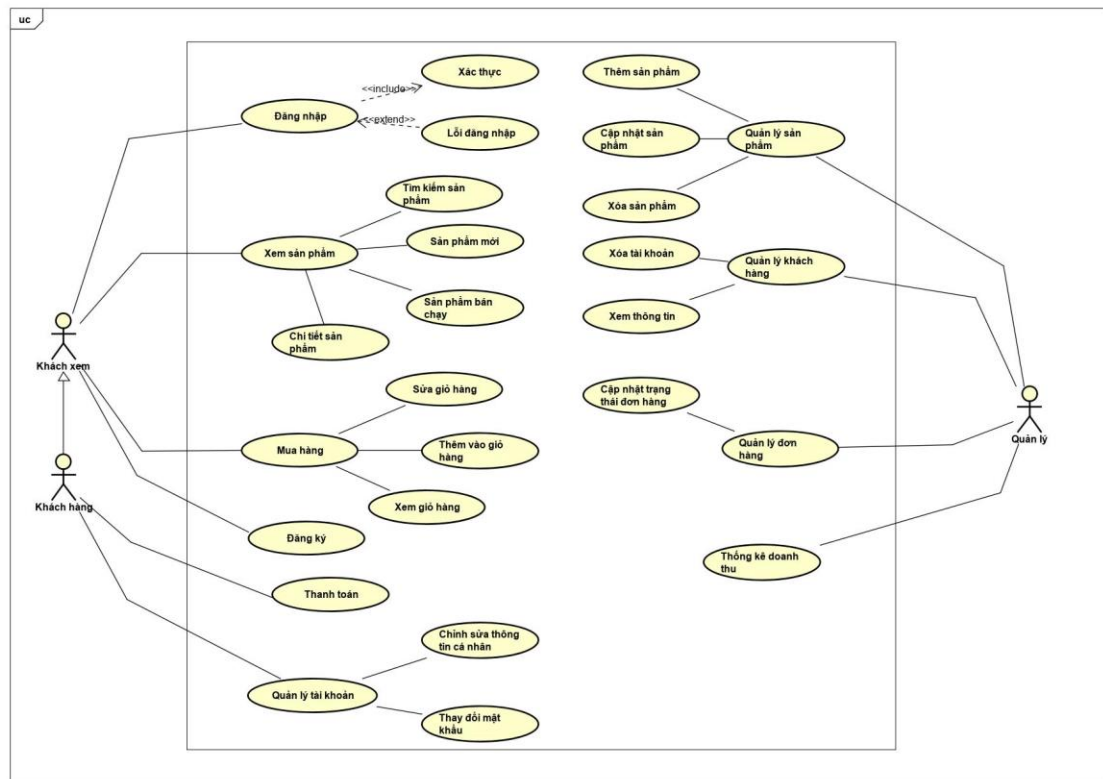 uc
Xác thực
<<include>>
Đăng nhập
<<extend>>
Lỗi đăng nhập
Tìm kiếm sản
phẩm
Xem sản phẩm
Sản phẩm mới
Sản phẩm bán
chạy
Chi tiết sản
phẩm
Khách xem
Sửa giỏ hàng
Mua hàng
Thêm vào giỏ
hàng
Xem giỏ hàng
Khách hàng
Đăng ký
Thanh toán
Chỉnh sửa thông
tin cá nhân
Quản lý tài khoản
Thay đổi mật
khẩu
Thêm sản phẩm
Cập nhật sản
phẩm
Quản lý sản
phẩm
Xóa sản phẩm
Xóa tài khoản
Quản lý khách
hàng
Xem thông tin
Cập nhật trạng
thái đơn hàng
Quản lý đơn
hàng
Quản lý
Thống kê doanh
thu